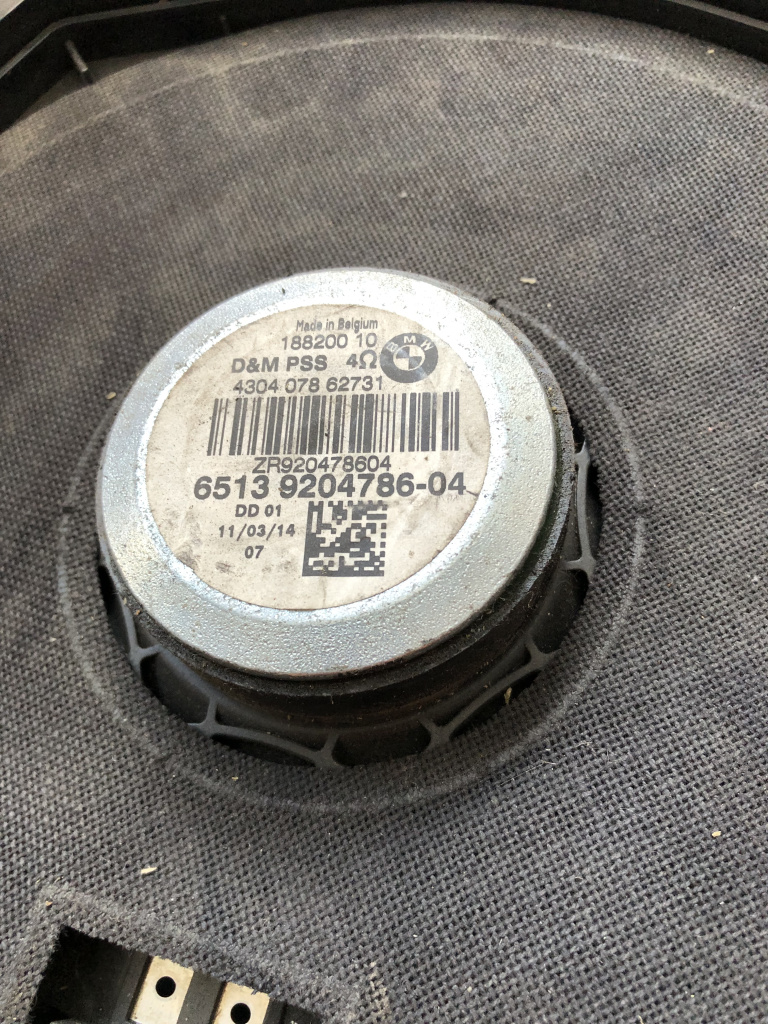 Made in Belgium
188200 10
D&M PSS 4Ω
BMW
4304 078 62731
ZR920478604
6513 9204786-04
DD 01
11/03/14
07